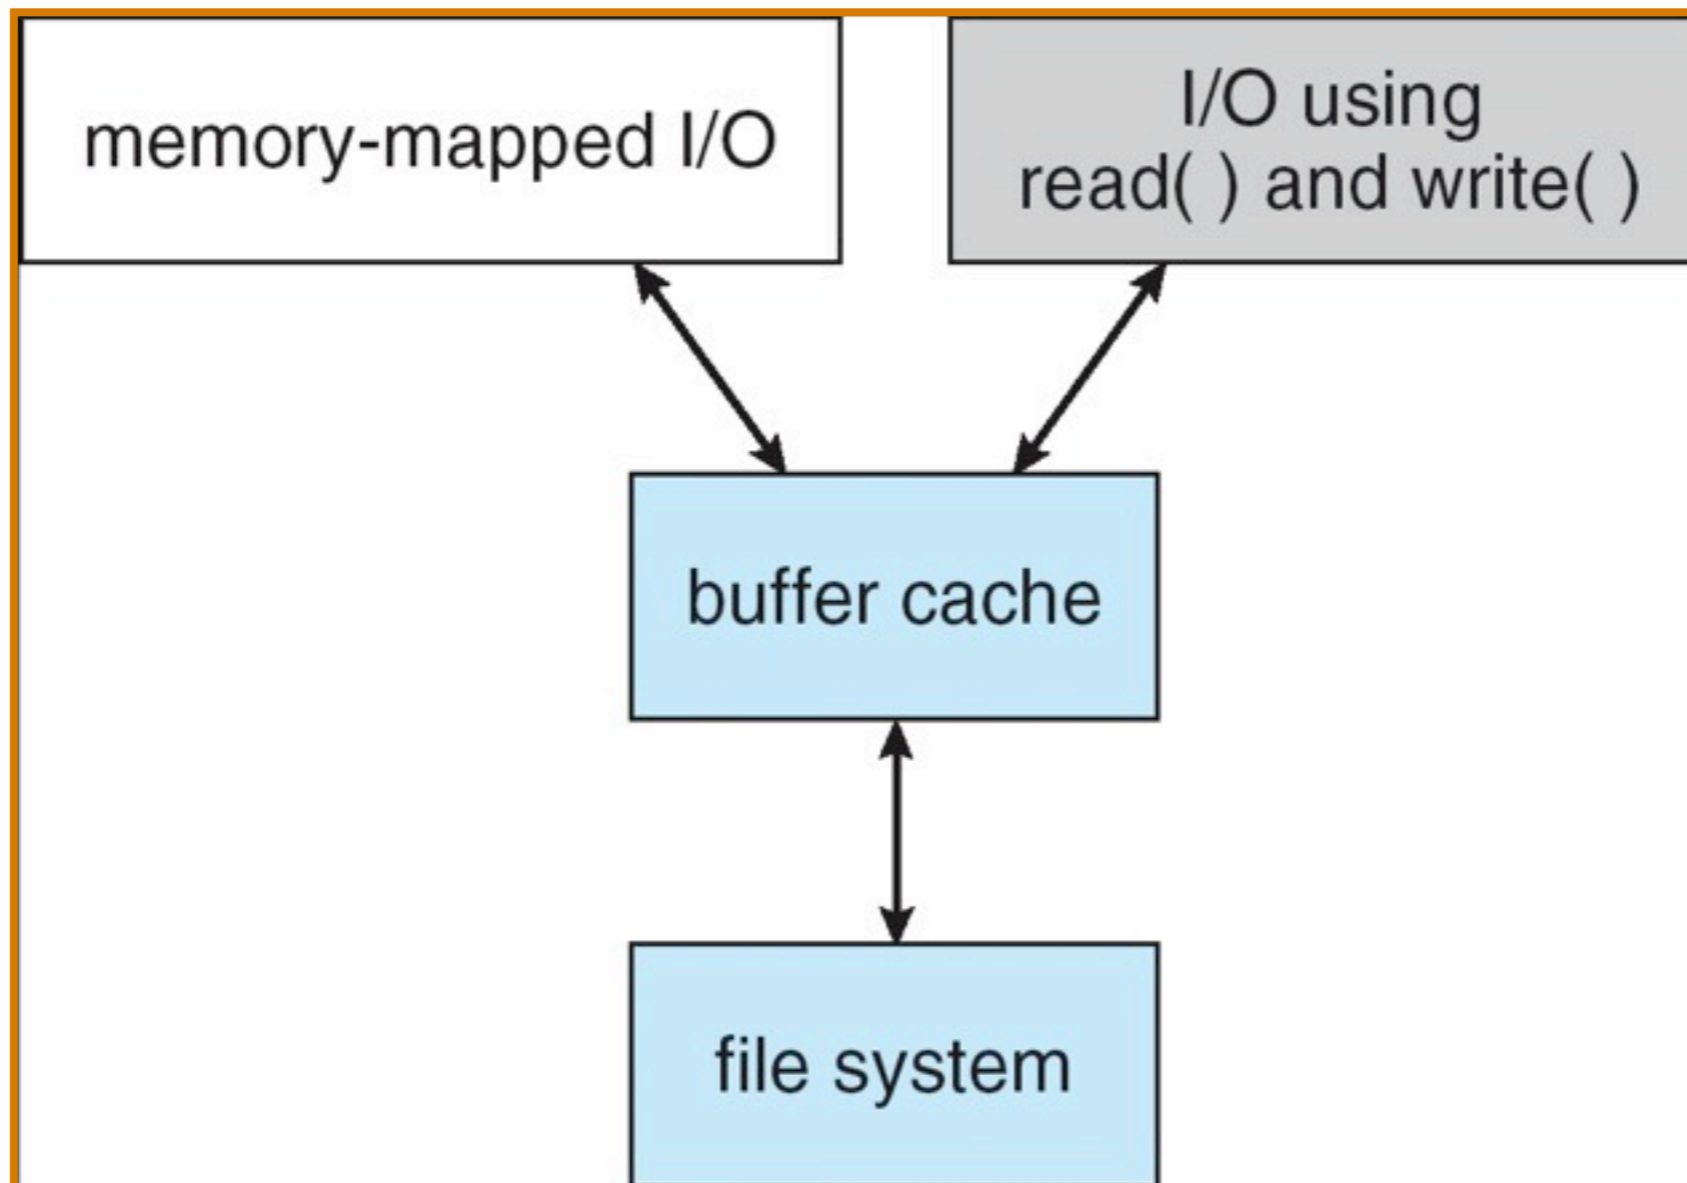 memory-mapped I/O
I/O using
read( ) and write( )
buffer cache
file system